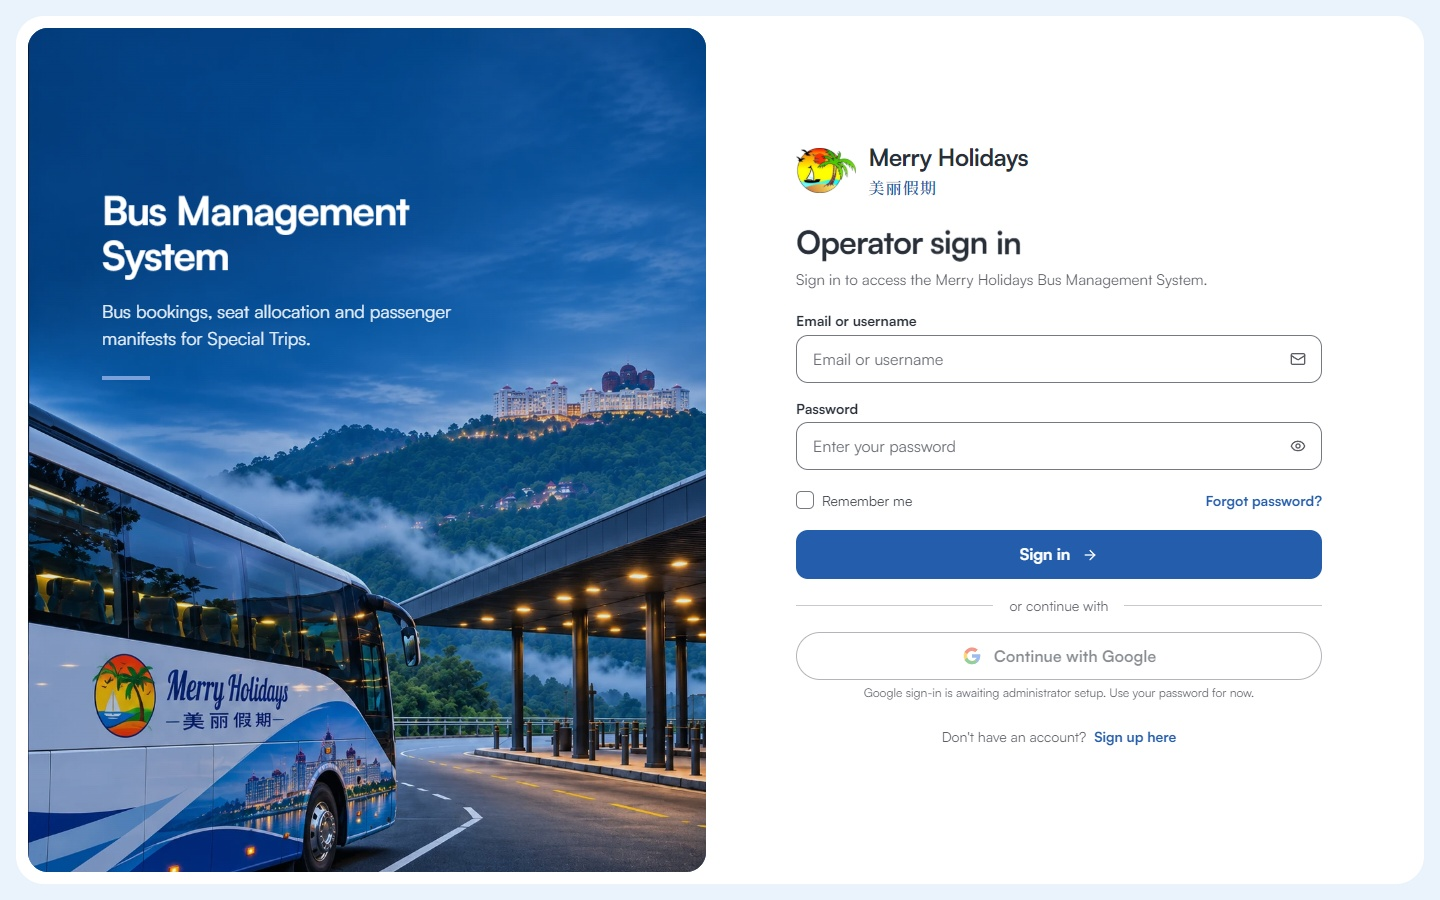 Bus Management
System
Bus bookings, seat allocation and passenger
manifests for Special Trips.
Merry Holidays
美丽假期
Merry Holidays
美丽假期
Operator sign in
Sign in to access the Merry Holidays Bus Management System.
Email or username
Email or username
Password
Enter your password
Remember me
Forgot password?
Sign in
or continue with
Continue with Google
Google sign-in is awaiting administrator setup. Use your password for now.
Don't have an account? Sign up here